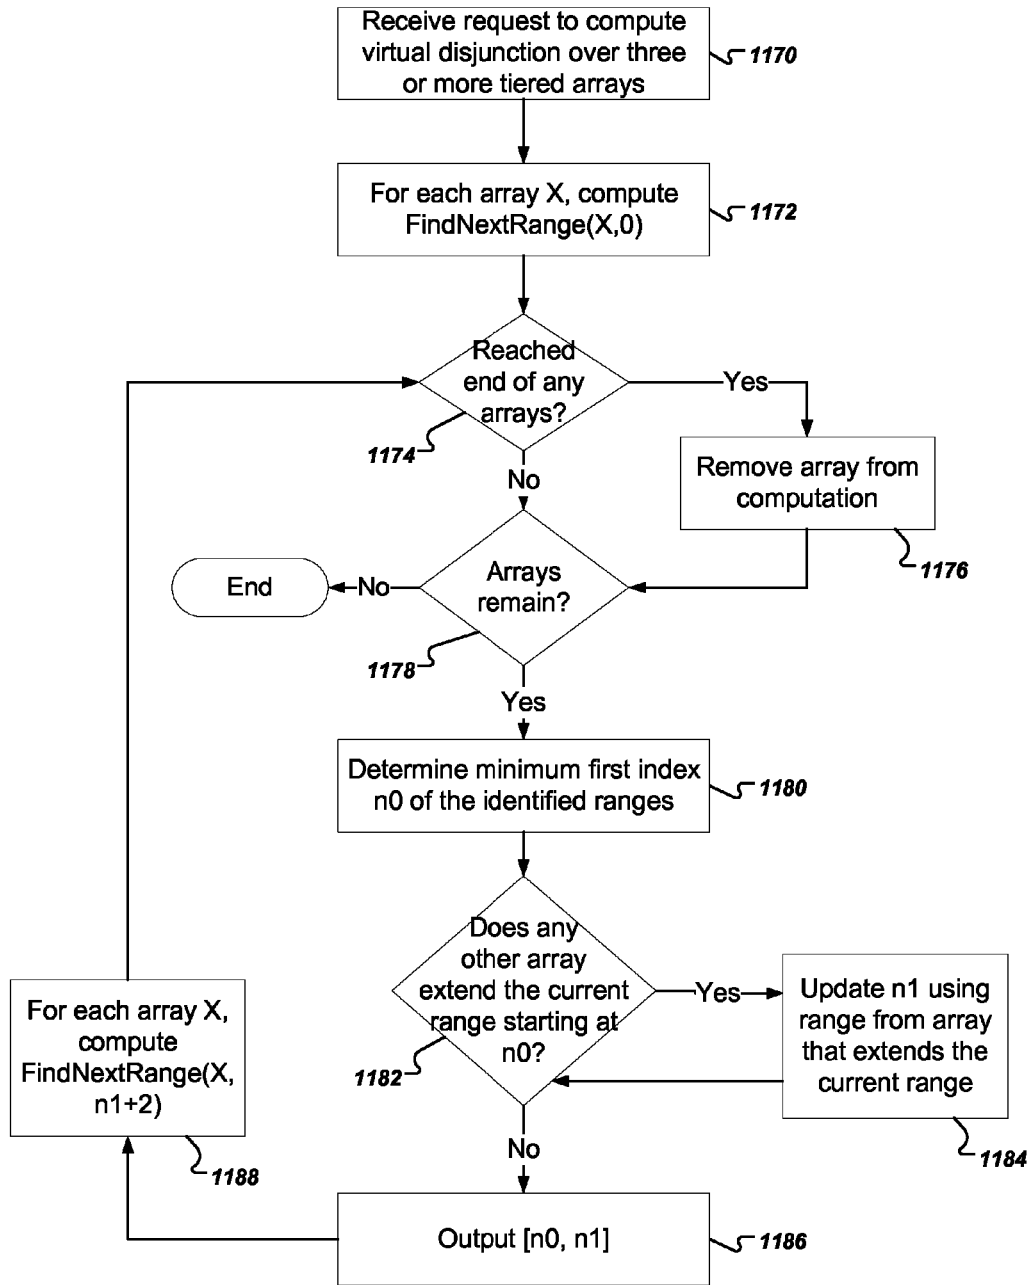 Receive request to compute
virtual disjunction over three
or more tiered arrays
1170
For each array X, compute
FindNextRange(X,0)
1172
Reached
end of any
arrays?
1174
Yes
No
Remove array from
computation
1176
Arrays
remain?
1178
No
End
Yes
Determine minimum first index
n0 of the identified ranges
1180
Does any
other array
extend the current
range starting at
n0?
1182
Yes
Update n1 using
range from array
that extends the
current range
1184
No
Output [n0, n1]
1186
For each array X,
compute
FindNextRange(X,
n1+2)
1188